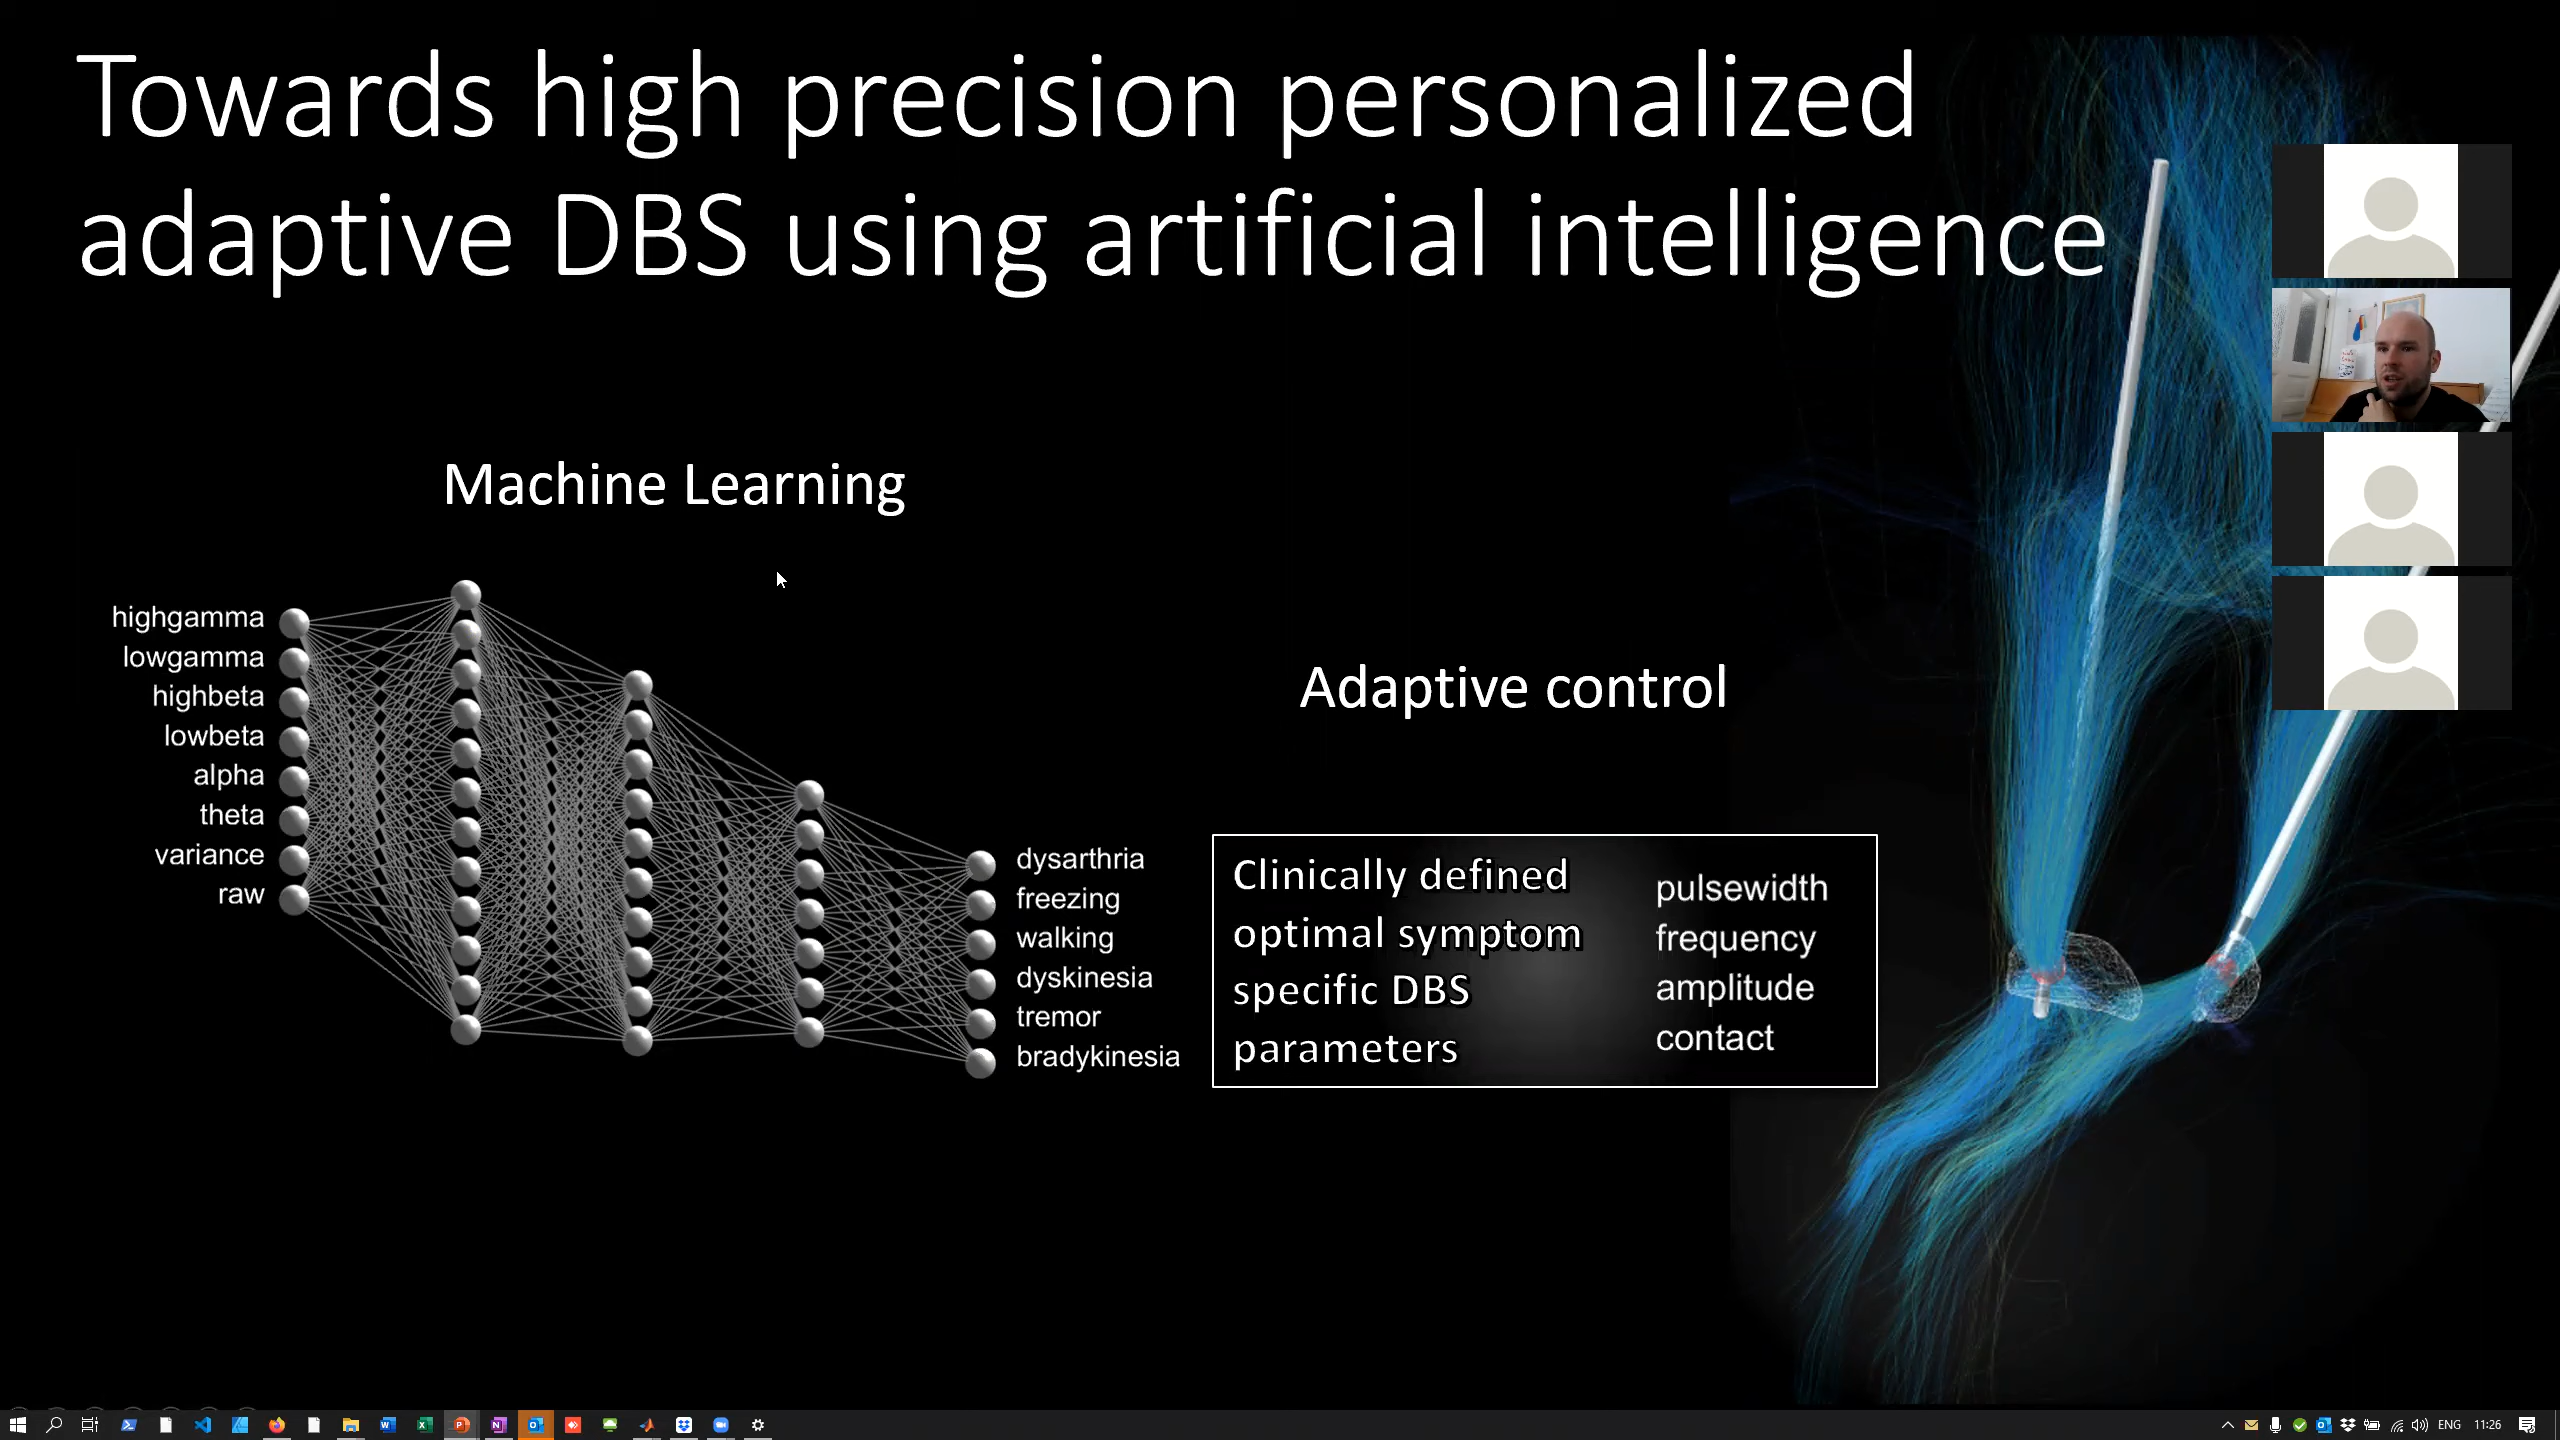 Towards high precision personalized
adaptive DBS using artificial intelligence
Machine Learning
highgamma
lowgamma
highbeta
lowbeta
alpha
theta
variance
raw
dysarthria
freezing
walking
dyskinesia
tremor
bradykinesia
Adaptive control
Clinically defined
optimal symptom
specific DBS
parameters
pulsewidth
frequency
amplitude
contact
ENG
11:26